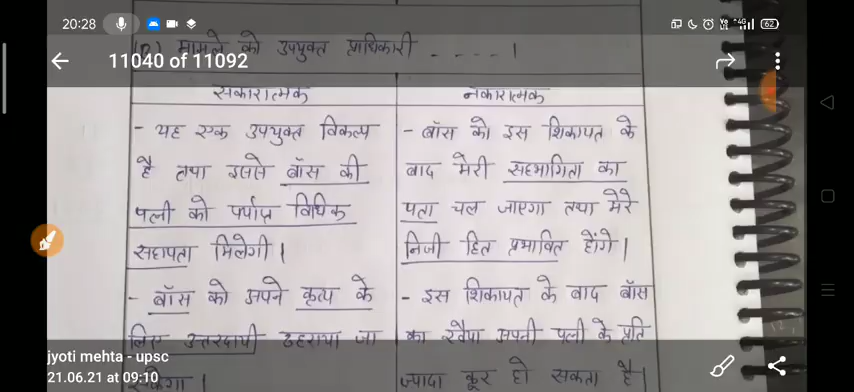 20:28
62
(D) मामले को उपयुक्त प्राधिकारी - - - - ।
11040 of 11092
सकारात्मक
- यह एक उपयुक्त विकल्प
है तथा इससे बॉस की
पत्नी को पर्याप्त विधिक
सहायता मिलेगी।
- बॉस को अपने कृत्य के
लिए उत्तरदायी ठहराया जा
सकेगा।
नकारात्मक
- बॉस को इस शिकायत के
बाद मेरी सहभागिता का
पता चल जाएगा तथा मेरे
निजी हित प्रभावित होंगे।
- इस शिकायत के बाद बॉस
का रवैया अपनी पत्नी के प्रति
ज्यादा क्रूर हो सकता है।
jyoti mehta - upsc
21.06.21 at 09:10